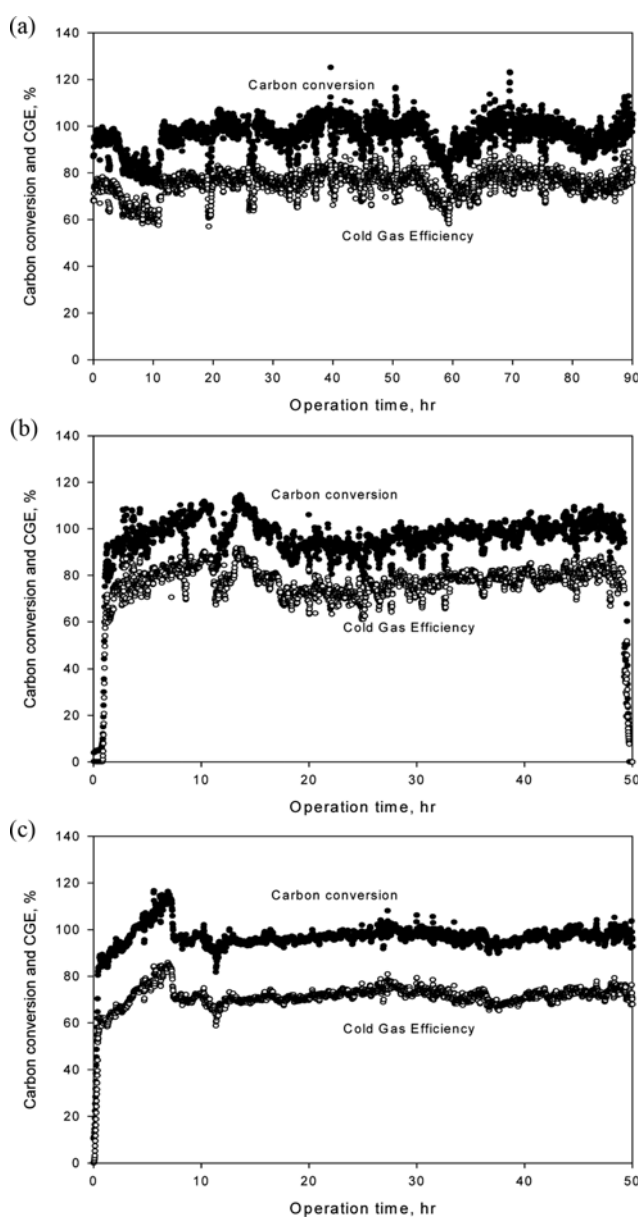 (a)
140
120
100
80
60
40
20
0
Carbon conversion and CGE, %
Carbon conversion
Cold Gas Efficiency
0 10 20 30 40 50 60 70 80 90
Operation time, hr
(b)
140
120
100
80
60
40
20
0
Carbon conversion and CGE, %
Carbon conversion
Cold Gas Efficiency
0 10 20 30 40 50
Operation time, hr
(c)
140
120
100
80
60
40
20
0
Carbon conversion and CGE, %
Carbon conversion
Cold Gas Efficiency
0 10 20 30 40 50
Operation time, hr